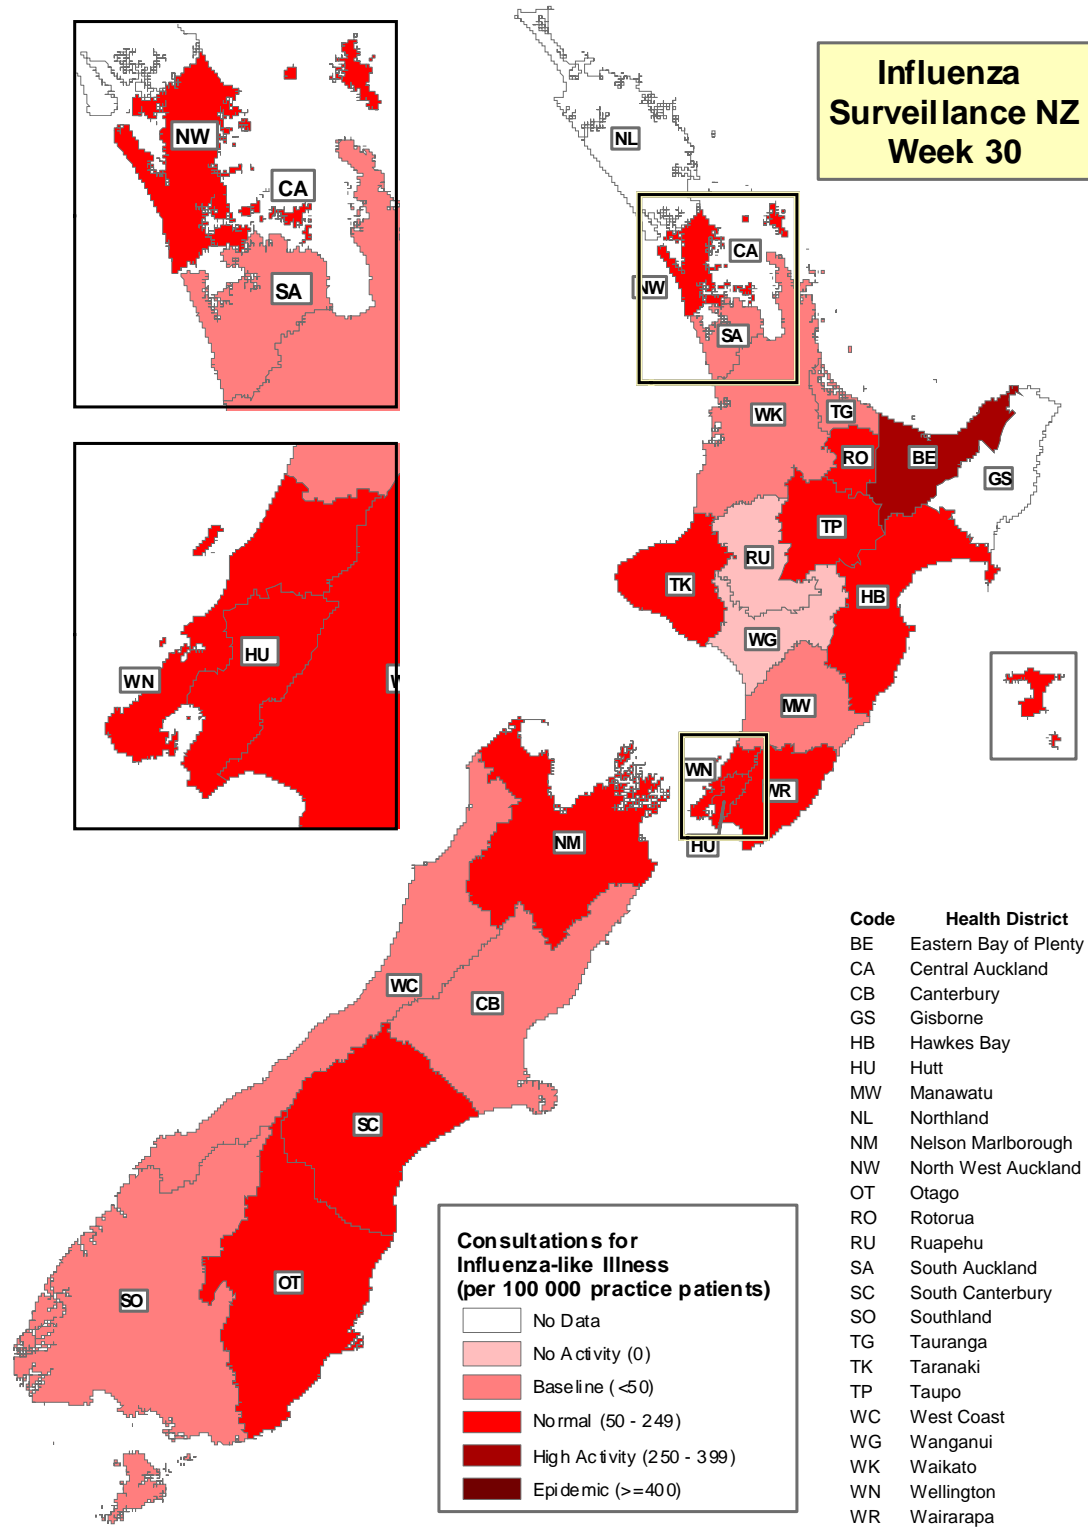 Influenza
Surveillance NZ
Week 30
NW
CA
SA
HU
WN
W
NL
CA
NW
SA
WK
TG
RO
BE
GS
TP
RU
TK
HB
WG
MW
WN
WR
HU
NM
WC
CB
SC
OT
SO
Consultations for
Influenza-like Illness
(per 100 000 practice patients)
No Data
No Activity (0)
Baseline (<50)
Normal (50 - 249)
High Activity (250 - 399)
Epidemic (>=400)
Code Health District
BE Eastern Bay of Plenty
CA Central Auckland
CB Canterbury
GS Gisborne
HB Hawkes Bay
HU Hutt
MW Manawatu
NL Northland
NM Nelson Marlborough
NW North West Auckland
OT Otago
RO Rotorua
RU Ruapehu
SA South Auckland
SC South Canterbury
SO Southland
TG Tauranga
TK Taranaki
TP Taupo
WC West Coast
WG Wanganui
WK Waikato
WN Wellington
WR Wairarapa